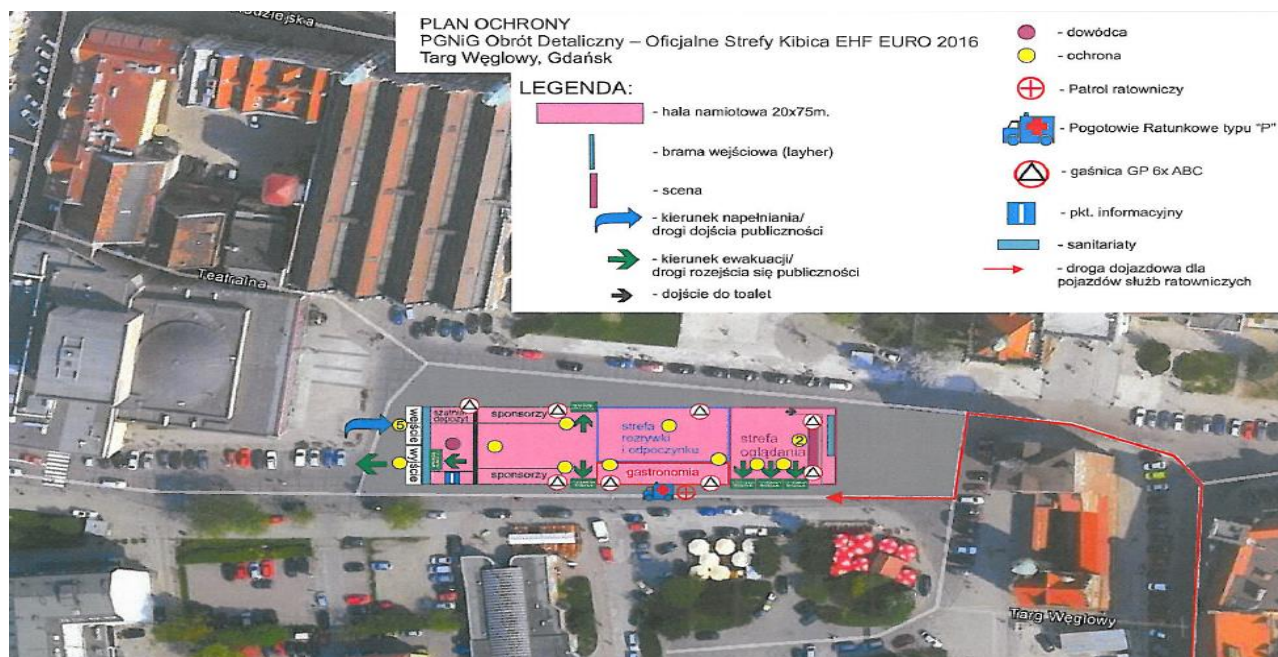 PLAN OCHRONY
PGNiG Obrót Detaliczny – Oficjalne Strefy Kibica EHF EURO 2016
Targ Węglowy, Gdańsk
LEGENDA:
- hala namiotowa 20x75m.
- brama wejściowa (layher)
- scena
- kierunek napełniania/
drogi dojścia publiczności
- kierunek ewakuacji/
drogi rozejścia się publiczności
- dojście do toalet
- dowódca
- ochrona
- Patrol ratowniczy
- Pogotowie Ratunkowe typu "P"
- gaśnica GP 6x ABC
- pkt. informacyjny
- sanitariaty
- droga dojazdowa dla
pojazdów służb ratowniczych
Teatralna
wejście
wyjście
5
szatnia
depozyt
sponsorzy
sponsorzy
strefa
rozrywki
i odpoczynku
gastronomia
strefa
oglądania
2
Targ Węglowy